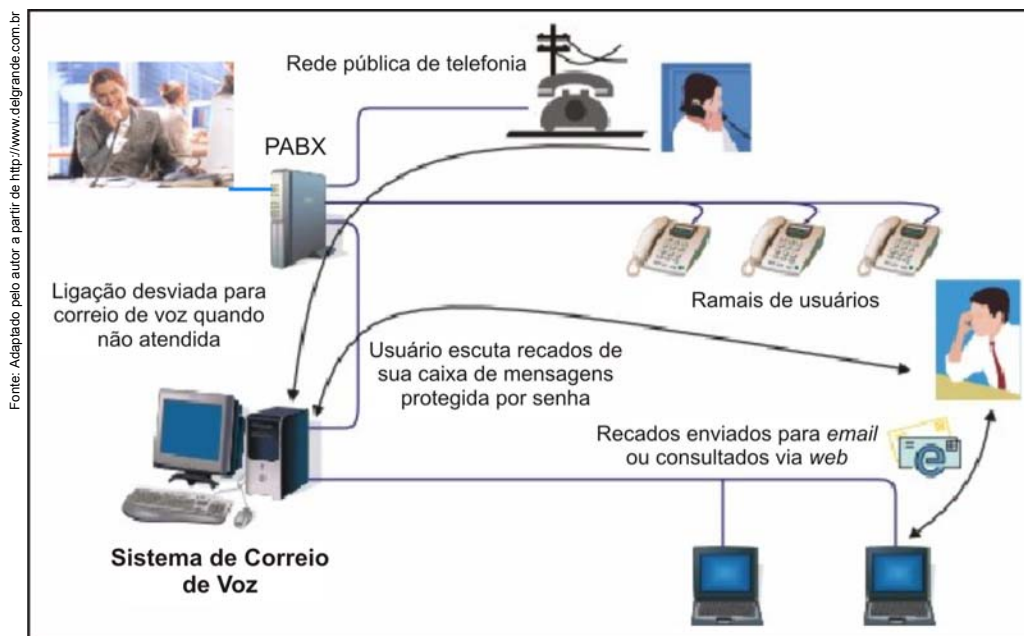 Fonte: Adaptado pelo autor a partir de http://www.delgrande.com.br
Rede pública de telefonia
PABX
Ramais de usuários
Ligação desviada para
correio de voz quando
não atendida
Usuário escuta recados de
sua caixa de mensagens
protegida por senha
Recados enviados para email
ou consultados via web
Sistema de Correio
de Voz